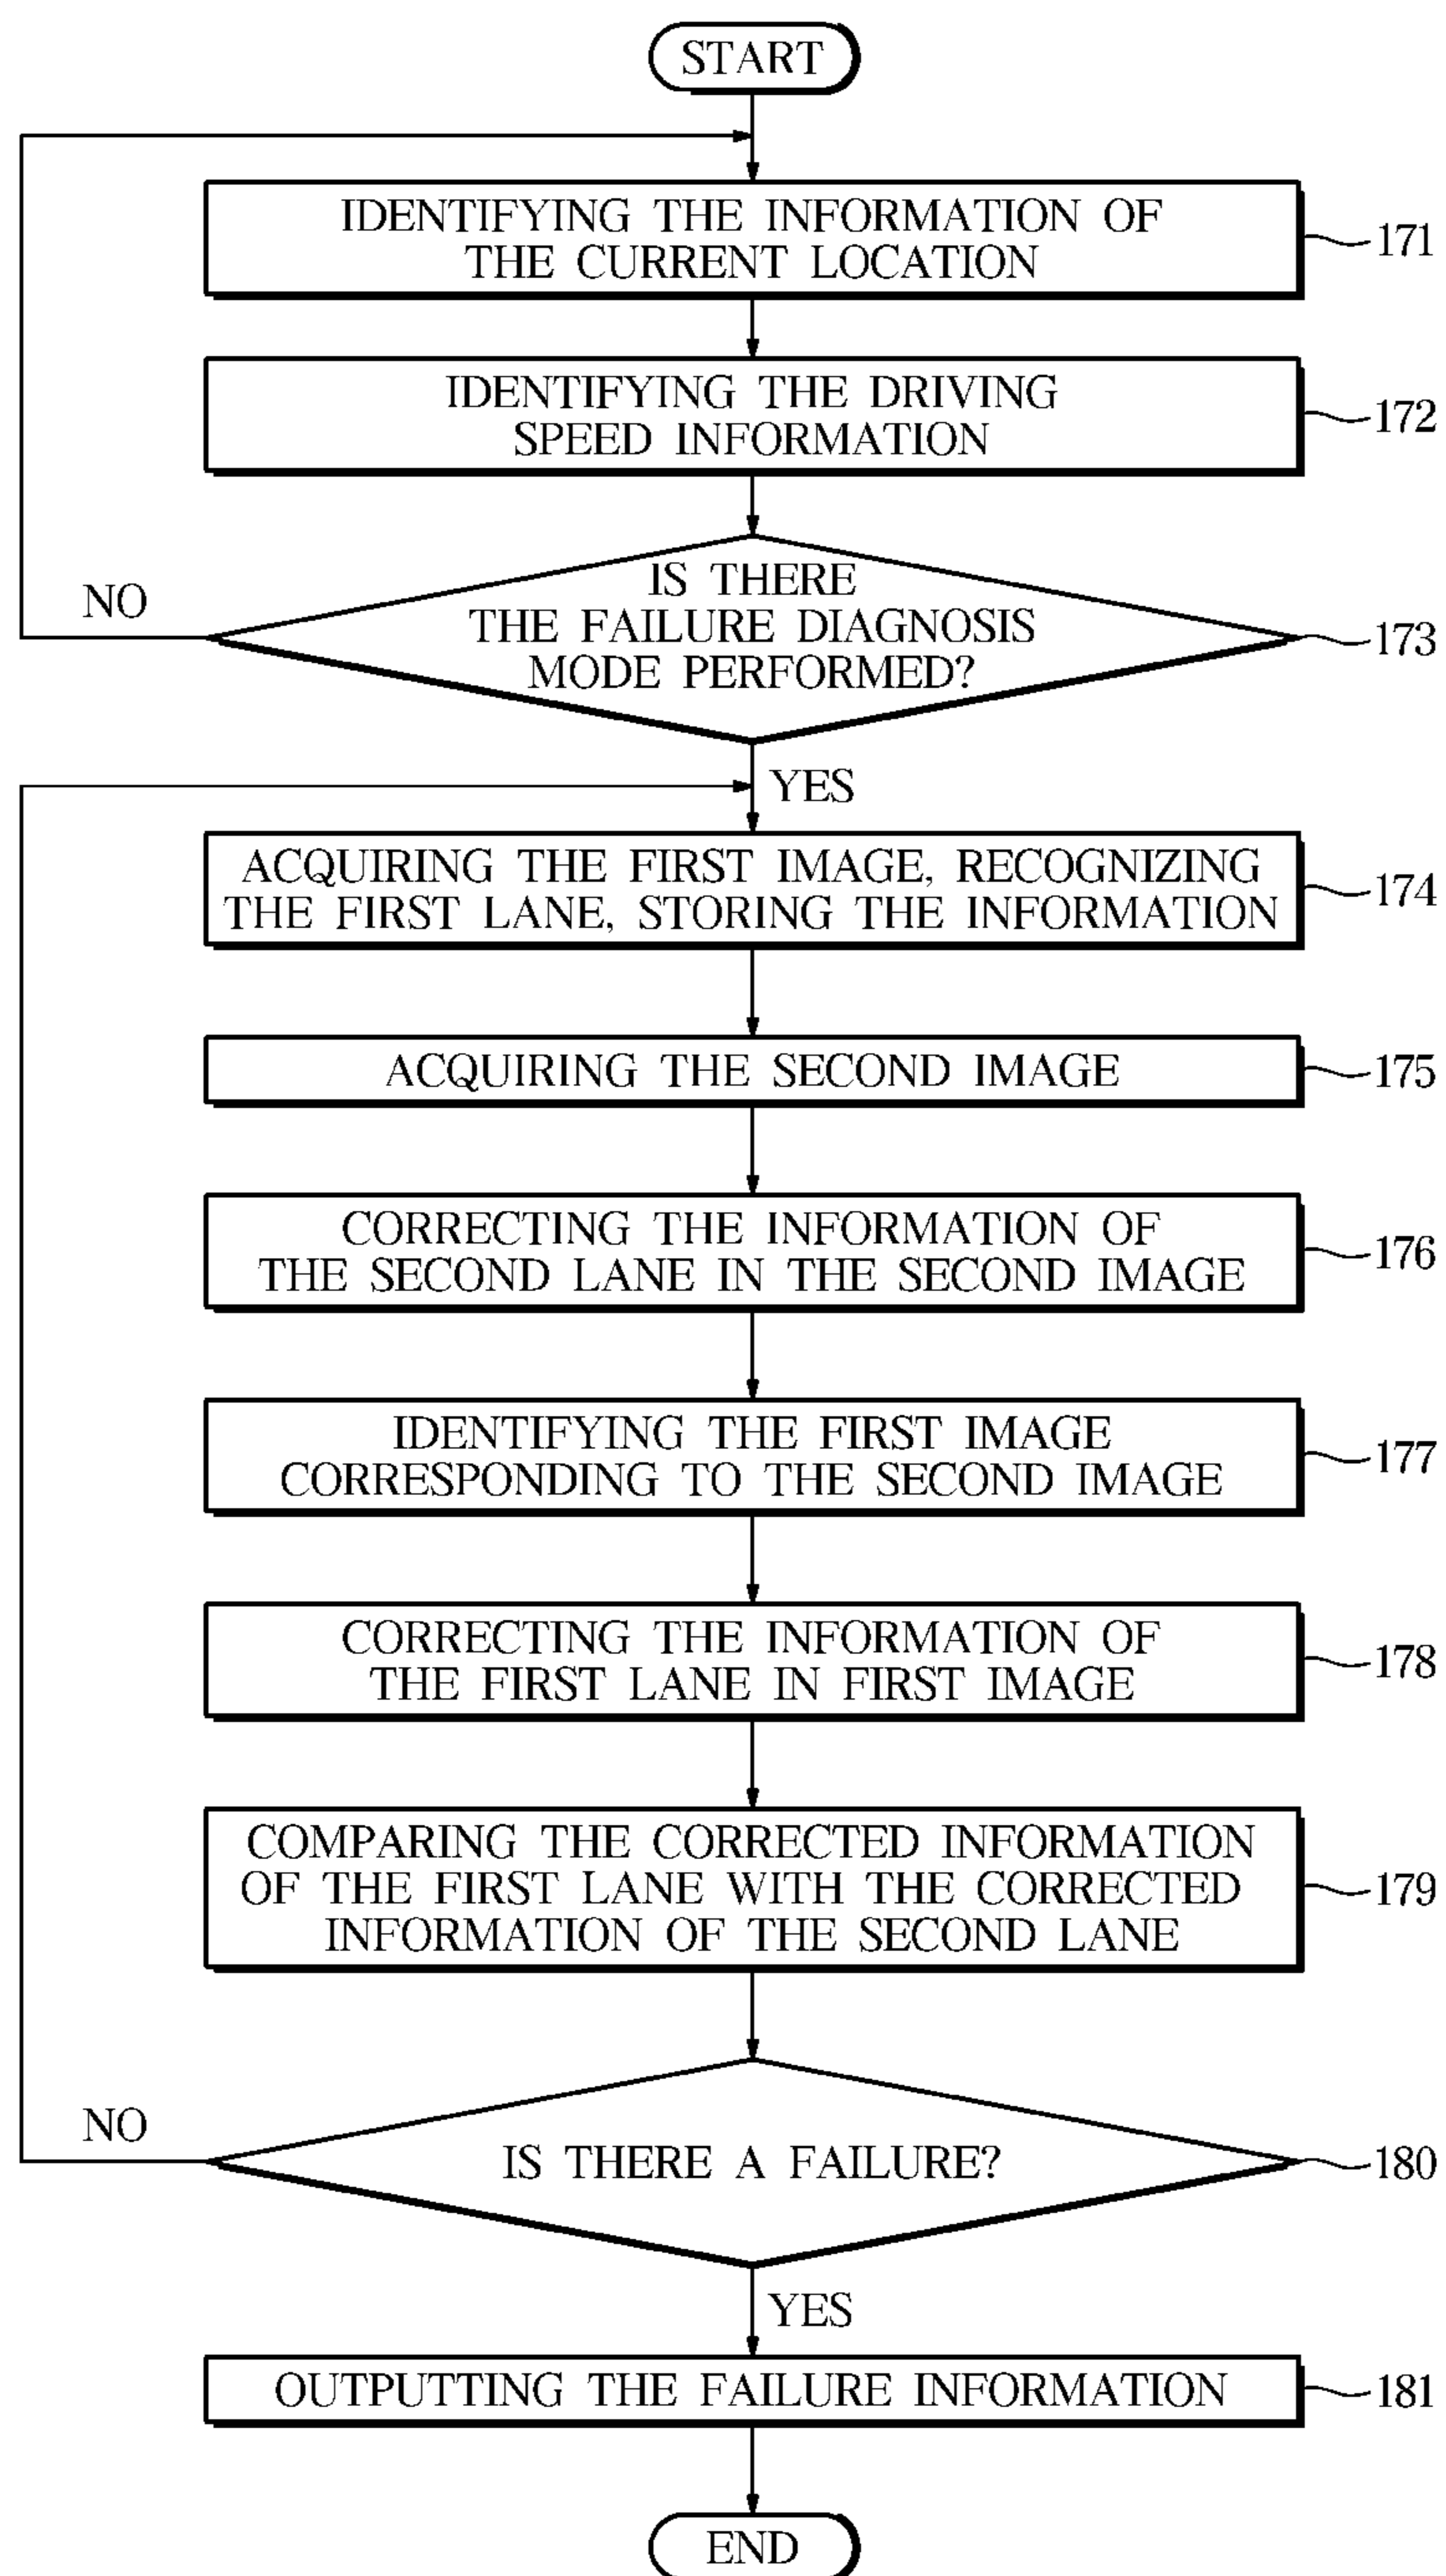 START
IDENTIFYING THE INFORMATION OF
THE CURRENT LOCATION
171
IDENTIFYING THE DRIVING
SPEED INFORMATION
172
IS THERE
THE FAILURE DIAGNOSIS
MODE PERFORMED?
NO
173
YES
ACQUIRING THE FIRST IMAGE, RECOGNIZING
THE FIRST LANE, STORING THE INFORMATION
174
ACQUIRING THE SECOND IMAGE
175
CORRECTING THE INFORMATION OF
THE SECOND LANE IN THE SECOND IMAGE
176
IDENTIFYING THE FIRST IMAGE
CORRESPONDING TO THE SECOND IMAGE
177
CORRECTING THE INFORMATION OF
THE FIRST LANE IN FIRST IMAGE
178
COMPARING THE CORRECTED INFORMATION
OF THE FIRST LANE WITH THE CORRECTED
INFORMATION OF THE SECOND LANE
179
NO
IS THERE A FAILURE?
180
YES
OUTPUTTING THE FAILURE INFORMATION
181
END